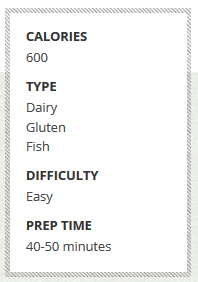 CALORIES
600
TYPE
Dairy
Gluten
Fish
DIFFICULTY
Easy
PREP TIME
40-50 minutes